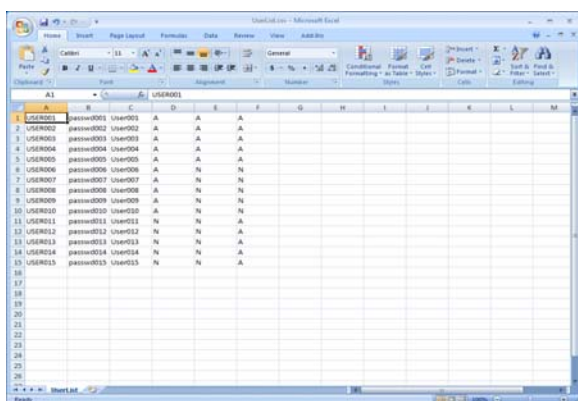 UserList.csv - Microsoft Excel
Home Insert Page Layout Formulas Data Review View Add-Ins
Calibri 11 General
Paste
Conditional Formatting Format as Table Cell Styles
Insert
Delete
Format
Sort & Filter Find & Select
Clipboard Font Alignment Number Styles Cells Editing
A1 USER001
A B C D E F G H I J K L M
1 USER001 passwd001 User001 A A A
2 USER002 passwd002 User002 A A A
3 USER003 passwd003 User003 A A A
4 USER004 passwd004 User004 A A A
5 USER005 passwd005 User005 A A A
6 USER006 passwd006 User006 A N N
7 USER007 passwd007 User007 A N N
8 USER008 passwd008 User008 A N N
9 USER009 passwd009 User009 A N N
10 USER010 passwd010 User010 A N N
11 USER011 passwd011 User011 N N A
12 USER012 passwd012 User012 N N A
13 USER013 passwd013 User013 N N A
14 USER014 passwd014 User014 N N A
15 USER015 passwd015 User015 N N A
16
17
18
19
20
21
22
23
24
25
26
UserList
Ready 100%